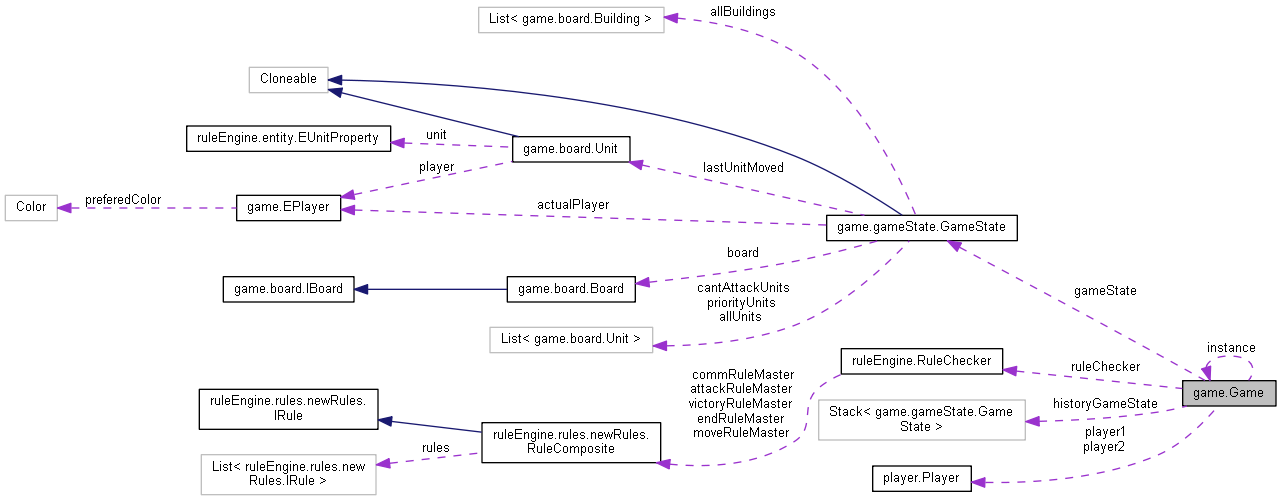 List< game.board.Building >
allBuildings
Cloneable
ruleEngine.entity.EUnitProperty
unit
game.board.Unit
player
lastUnitMoved
Color
preferedColor
game.EPlayer
actualPlayer
game.gameState.GameState
board
game.board.IBoard
game.board.Board
cantAttackUnits
priorityUnits
allUnits
gameState
List< game.board.Unit >
instance
ruleEngine.RuleChecker
ruleChecker
game.Game
commRuleMaster
attackRuleMaster
victoryRuleMaster
endRuleMaster
moveRuleMaster
ruleEngine.rules.newRules.
IRule
Stack< game.gameState.Game
State >
historyGameState
ruleEngine.rules.newRules.
RuleComposite
rules
player1
player2
List< ruleEngine.rules.new
Rules.IRule >
player.Player